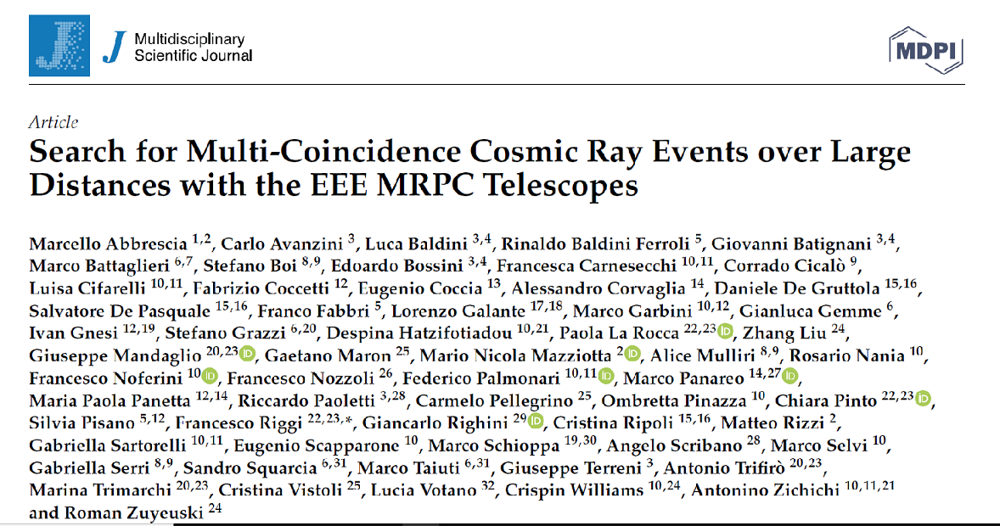 J Multidisciplinary
Scientific Journal
MDPI
Article
Search for Multi-Coincidence Cosmic Ray Events over Large
Distances with the EEE MRPC Telescopes
Marcello Abbrescia 1,2, Carlo Avanzini 3, Luca Baldini 3,4, Rinaldo Baldini Ferroli 5, Giovanni Batignani 3,4,
Marco Battaglieri 6,7, Stefano Boi 8,9, Edoardo Bossini 3,4, Francesca Carnesecchi 10,11, Corrado Cicalò 9,
Luisa Cifarelli 10,11, Fabrizio Coccetti 12, Eugenio Coccia 13, Alessandro Corvaglia 14, Daniele De Gruttola 15,16,
Salvatore De Pasquale 15,16, Franco Fabbri 5, Lorenzo Galante 17,18, Marco Garbini 10,12, Gianluca Gemme 6,
Ivan Gnesi 12,19, Stefano Grazzi 6,20, Despina Hatzifotiadou 10,21, Paola La Rocca 22,23 iD, Zhang Liu 24,
Giuseppe Mandaglio 20,23 iD, Gaetano Maron 25, Mario Nicola Mazziotta 2 iD, Alice Mulliri 8,9, Rosario Nania 10,
Francesco Noferini 10 iD, Francesco Nozzoli 26, Federico Palmonari 10,11 iD, Marco Panareo 14,27 iD,
Maria Paola Panetta 12,14, Riccardo Paoletti 3,28, Carmelo Pellegrino 25, Ombretta Pinazza 10, Chiara Pinto 22,23 iD,
Silvia Pisano 5,12, Francesco Riggi 22,23,*, Giancarlo Righini 29 iD, Cristina Ripoli 15,16, Matteo Rizzi 2,
Gabriella Sartorelli 10,11, Eugenio Scapparone 10, Marco Schioppa 19,30, Angelo Scribano 28, Marco Selvi 10,
Gabriella Serri 8,9, Sandro Squarcia 6,31, Marco Taiuti 6,31, Giuseppe Terreni 3, Antonio Trifirò 20,23,
Marina Trimarchi 20,23, Cristina Vistoli 25, Lucia Votano 32, Crispin Williams 10,24, Antonino Zichichi 10,11,21
and Roman Zuyeuski 24